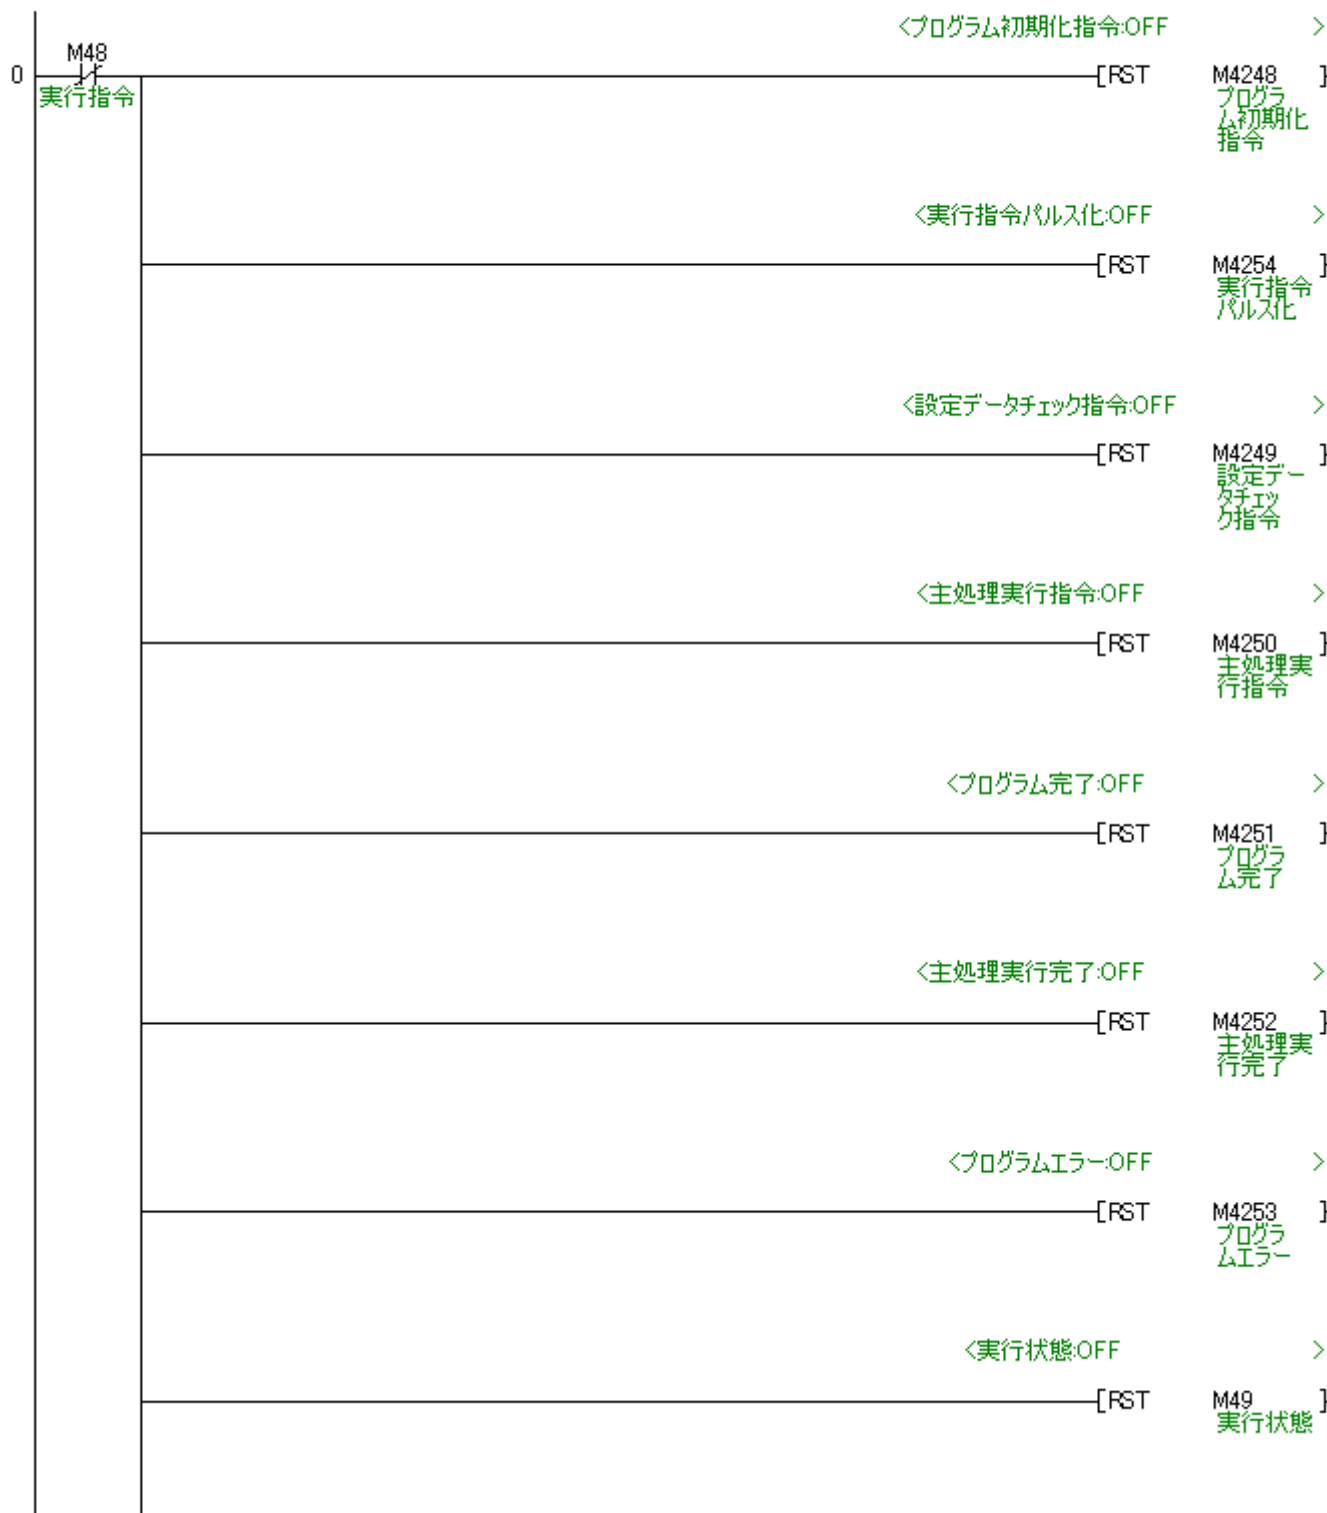 <プログラム初期化指令:OFF >
M48
0 [RST M4248 ]
実行指令
プログラ
ム初期化
指令
<実行指令パルス化:OFF >
[RST M4254 ]
実行指令
パルス化
<設定データチェック指令:OFF >
[RST M4249 ]
設定デー
タチェッ
ク指令
<主処理実行指令:OFF >
[RST M4250 ]
主処理実
行指令
<プログラム完了:OFF >
[RST M4251 ]
プログラ
ム完了
<主処理実行完了:OFF >
[RST M4252 ]
主処理実
行完了
<プログラムエラー:OFF >
[RST M4253 ]
プログラ
ムエラー
<実行状態:OFF >
[RST M49 ]
実行状態